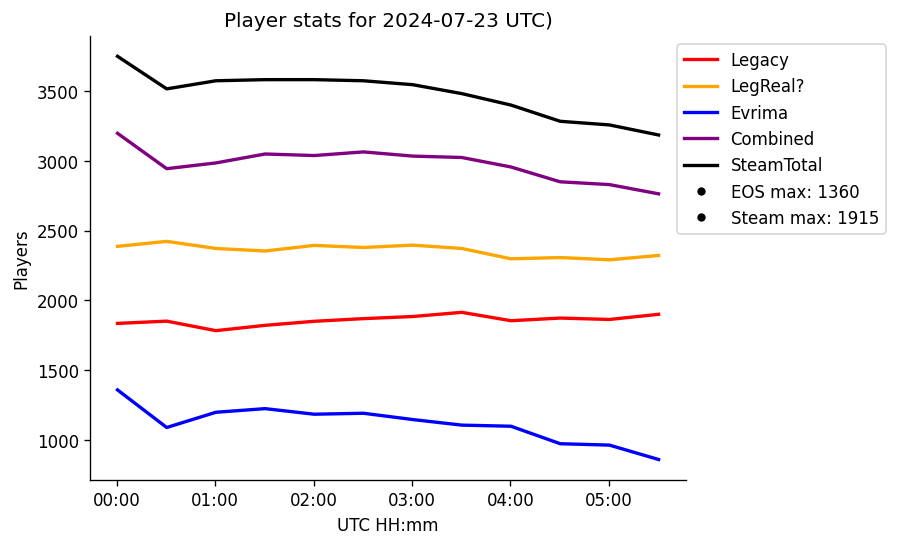 Player stats for 2024-07-23 UTC)
Legacy
LegReal?
Evrima
Combined
SteamTotal
EOS max: 1360
Steam max: 1915
Players
3500
3000
2500
2000
1500
1000
00:00 01:00 02:00 03:00 04:00 05:00
UTC HH:mm